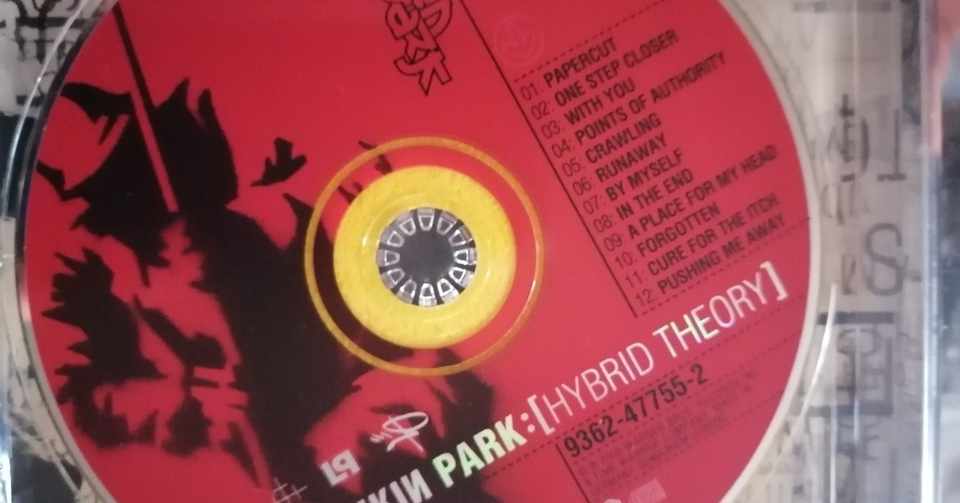 01: PAPERCUT
02: ONE STEP CLOSER
03: WITH YOU
04: POINTS OF AUTHORITY
05: CRAWLING
06: RUNAWAY
07: BY MYSELF
08: IN THE END
09: A PLACE FOR MY HEAD
10: FORGOTTEN
11: CURE FOR THE ITCH
12: PUSHING ME AWAY
KIИ PARK:[HYBRID THEORY]
9362-47755-2